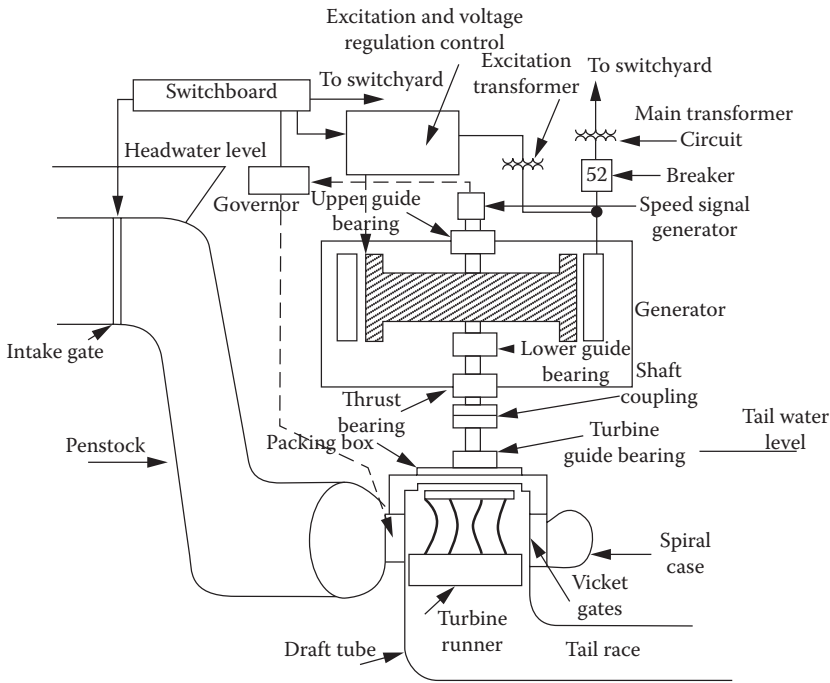 Excitation and voltage
regulation control
Excitation
transformer
To switchyard
To switchyard
Switchboard
Main transformer
Circuit
Headwater level
52
Breaker
Governor
Upper guide
bearing
Speed signal
generator
Generator
Intake gate
Lower guide
bearing
Shaft
coupling
Thrust
bearing
Tail water
level
Penstock
Packing box
Turbine
guide bearing
Spiral
case
Vicket
gates
Turbine
runner
Draft tube
Tail race